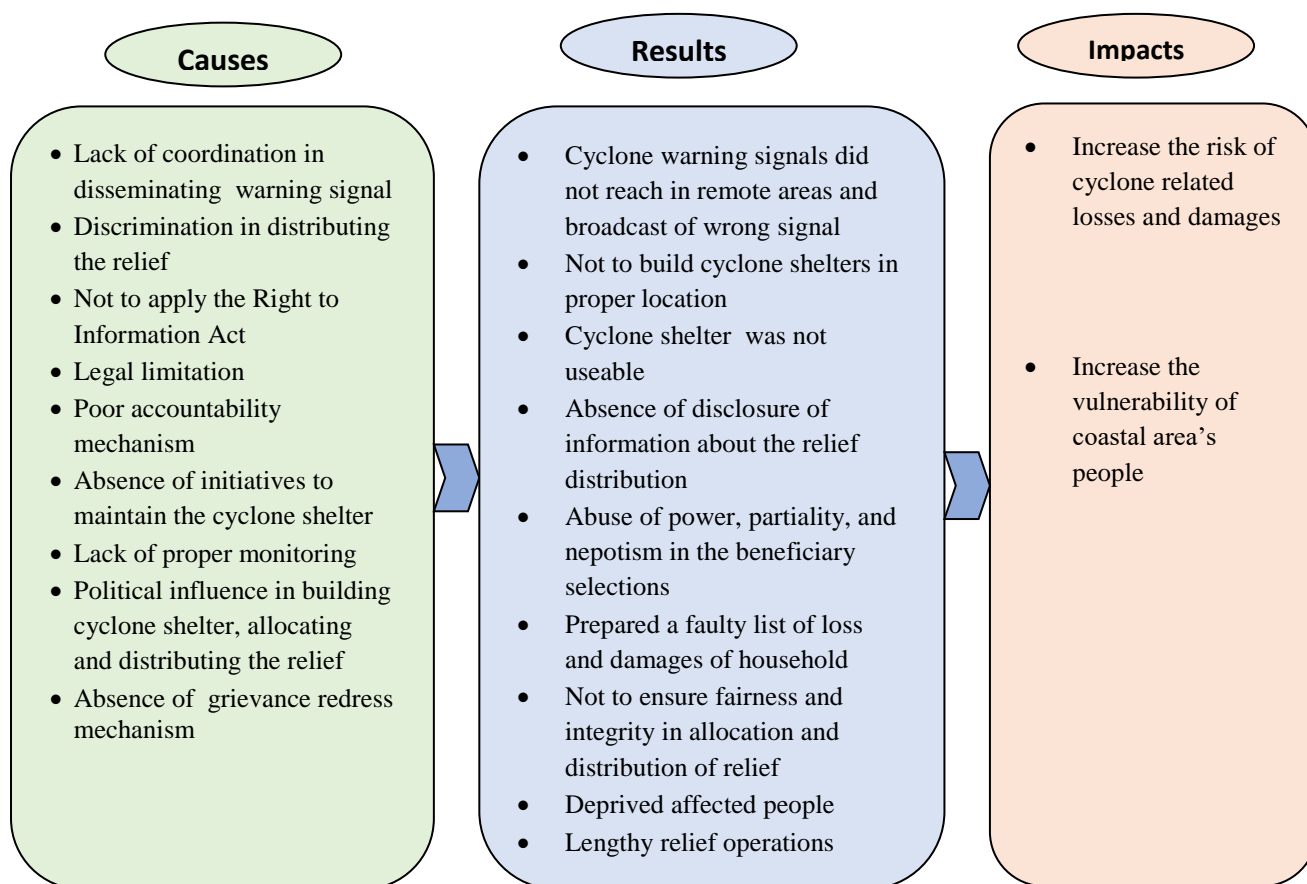 Causes
• Lack of coordination in
disseminating warning signal
• Discrimination in distributing
the relief
• Not to apply the Right to
Information Act
• Legal limitation
• Poor accountability
mechanism
• Absence of initiatives to
maintain the cyclone shelter
• Lack of proper monitoring
• Political influence in building
cyclone shelter, allocating
and distributing the relief
• Absence of grievance redress
mechanism
Results
• Cyclone warning signals did
not reach in remote areas and
broadcast of wrong signal
• Not to build cyclone shelters in
proper location
• Cyclone shelter was not
useable
• Absence of disclosure of
information about the relief
distribution
• Abuse of power, partiality, and
nepotism in the beneficiary
selections
• Prepared a faulty list of loss
and damages of household
• Not to ensure fairness and
integrity in allocation and
distribution of relief
• Deprived affected people
• Lengthy relief operations
Impacts
• Increase the risk of
cyclone related
losses and damages
• Increase the
vulnerability of
coastal area’s
people